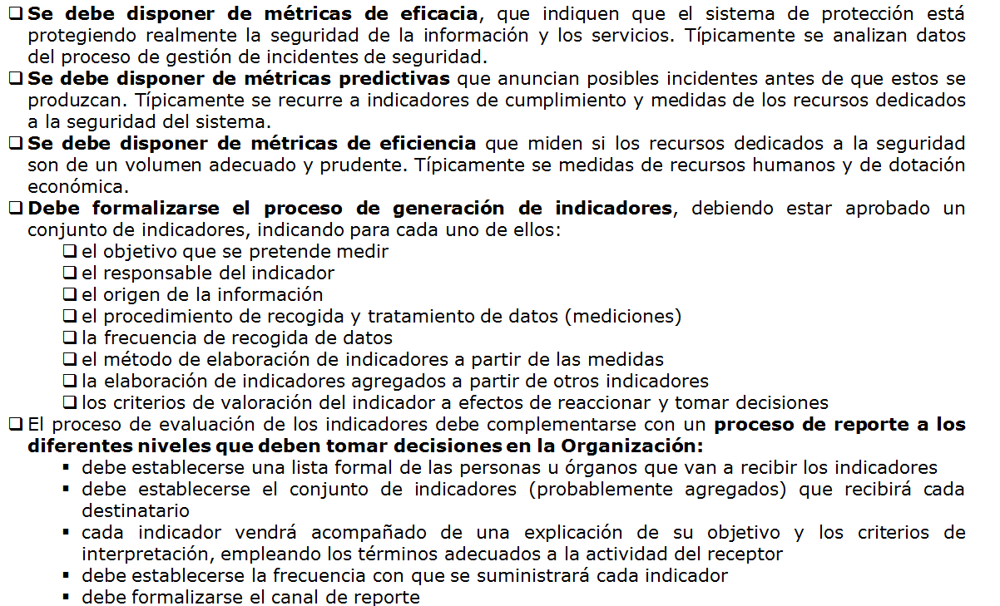 ❑ Se debe disponer de métricas de eficacia, que indiquen que el sistema de protección está
protegiendo realmente la seguridad de la información y los servicios. Típicamente se analizan datos
del proceso de gestión de incidentes de seguridad.
❑ Se debe disponer de métricas predictivas que anuncian posibles incidentes antes de que estos se
produzcan. Típicamente se recurre a indicadores de cumplimiento y medidas de los recursos dedicados
a la seguridad del sistema.
❑ Se debe disponer de métricas de eficiencia que miden si los recursos dedicados a la seguridad
son de un volumen adecuado y prudente. Típicamente se medidas de recursos humanos y de dotación
económica.
❑ Debe formalizarse el proceso de generación de indicadores, debiendo estar aprobado un
conjunto de indicadores, indicando para cada uno de ellos:
❑ el objetivo que se pretende medir
❑ el responsable del indicador
❑ el origen de la información
❑ el procedimiento de recogida y tratamiento de datos (mediciones)
❑ la frecuencia de recogida de datos
❑ el método de elaboración de indicadores a partir de las medidas
❑ la elaboración de indicadores agregados a partir de otros indicadores
❑ los criterios de valoración del indicador a efectos de reaccionar y tomar decisiones
❑ El proceso de evaluación de los indicadores debe complementarse con un proceso de reporte a los
diferentes niveles que deben tomar decisiones en la Organización:
▪ debe establecerse una lista formal de las personas u órganos que van a recibir los indicadores
▪ debe establecerse el conjunto de indicadores (probablemente agregados) que recibirá cada
destinatario
▪ cada indicador vendrá acompañado de una explicación de su objetivo y los criterios de
interpretación, empleando los términos adecuados a la actividad del receptor
▪ debe establecerse la frecuencia con que se suministrará cada indicador
▪ debe formalizarse el canal de reporte